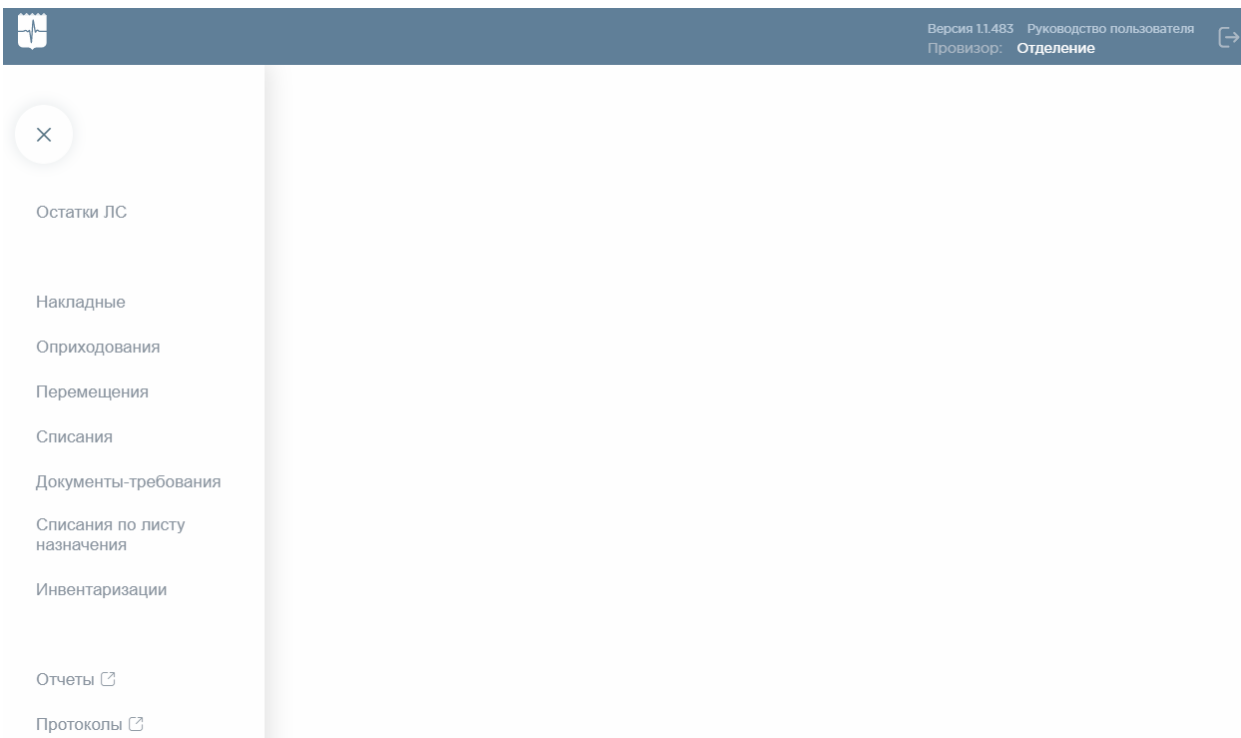 Версия 1.1.483 Руководство пользователя
Провизор: Отделение
Остатки ЛС
Накладные
Оприходования
Перемещения
Списания
Документы-требования
Списания по листу
назначения
Инвентаризации
Отчеты
Протоколы